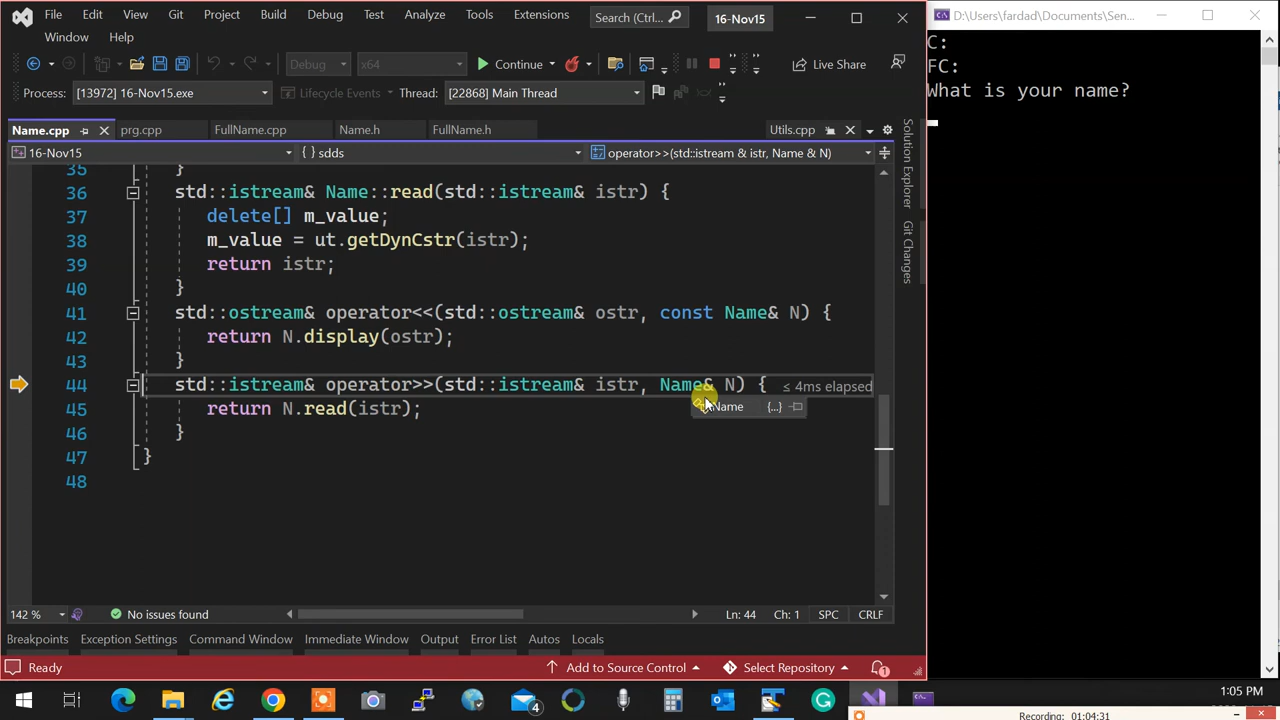 File Edit View Git Project Build Debug Test Analyze Tools Extensions Search (Ctrl... 16-Nov15
Window Help
Debug x64 Continue Live Share
Process: [13972] 16-Nov15.exe Lifecycle Events Thread: [22868] Main Thread
Name.cpp prg.cpp FullName.cpp Name.h FullName.h Utils.cpp
16-Nov15 {} sdds operator>>(std::istream & istr, Name & N)
35 }
36 std::istream& Name::read(std::istream& istr) {
37 delete[] m_value;
38 m_value = ut.getDynCstr(istr);
39 return istr;
40 }
41 std::ostream& operator<<(std::ostream& ostr, const Name& N) {
42 return N.display(ostr);
43 }
44 std::istream& operator>>(std::istream& istr, Name& N) { ≤ 4ms elapsed
Name {...}
45 return N.read(istr);
46 }
47 }
48
142 % No issues found Ln: 44 Ch: 1 SPC CRLF
Breakpoints Exception Settings Command Window Immediate Window Output Error List Autos Locals
Ready Add to Source Control Select Repository 1
Solution Explorer
Git Changes
D:\Users\fardad\Documents\Sen...
C:
FC:
What is your name?
4
1:05 PM
Recording: 01:04:31